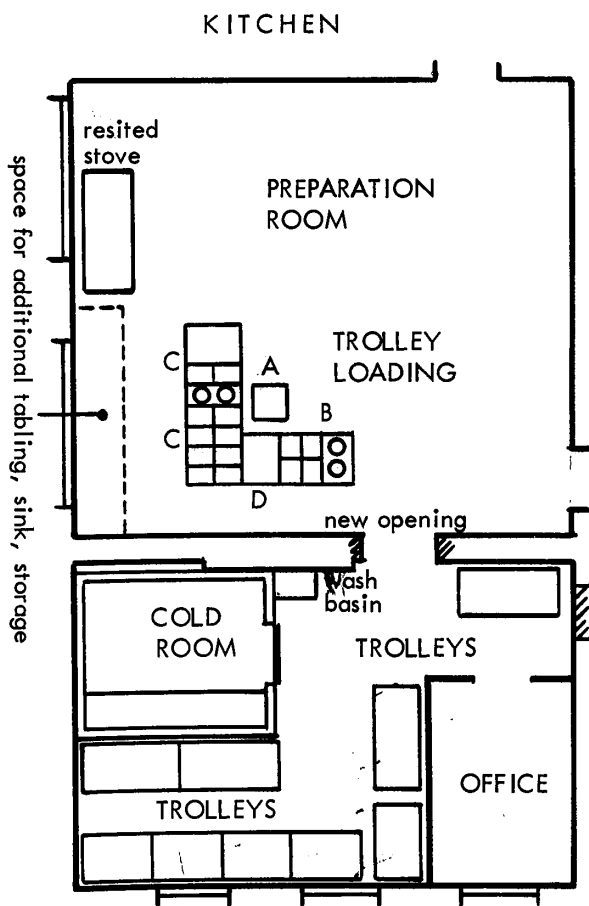 KITCHEN
resited
stove
PREPARATION
ROOM
space for additional tabling, sink, storage
TROLLEY
LOADING
C
A
B
C
D
new opening
wash
basin
COLD
ROOM
TROLLEYS
OFFICE
TROLLEYS